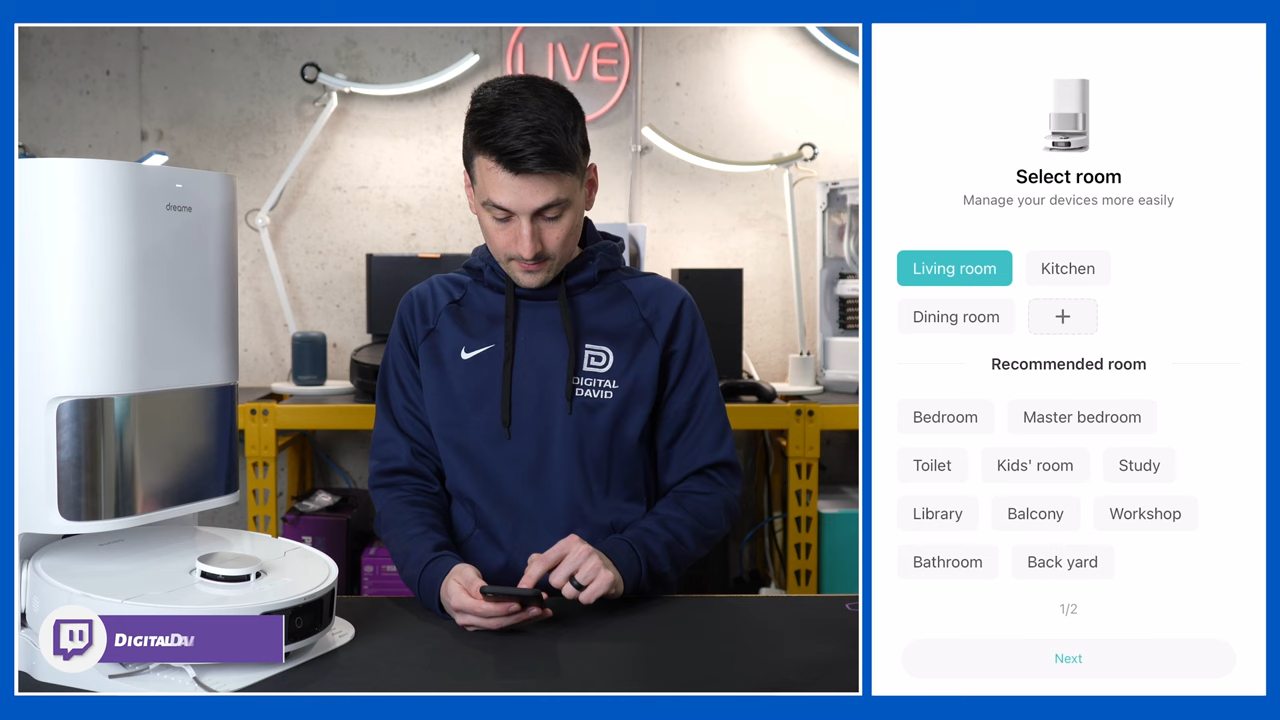 LIVE
dreame
DIGITAL
DAVID
DIGITALDAV
Select room
Manage your devices more easily
Living room
Kitchen
Dining room
+
Recommended room
Bedroom
Master bedroom
Toilet
Kids' room
Study
Library
Balcony
Workshop
Bathroom
Back yard
1/2
Next